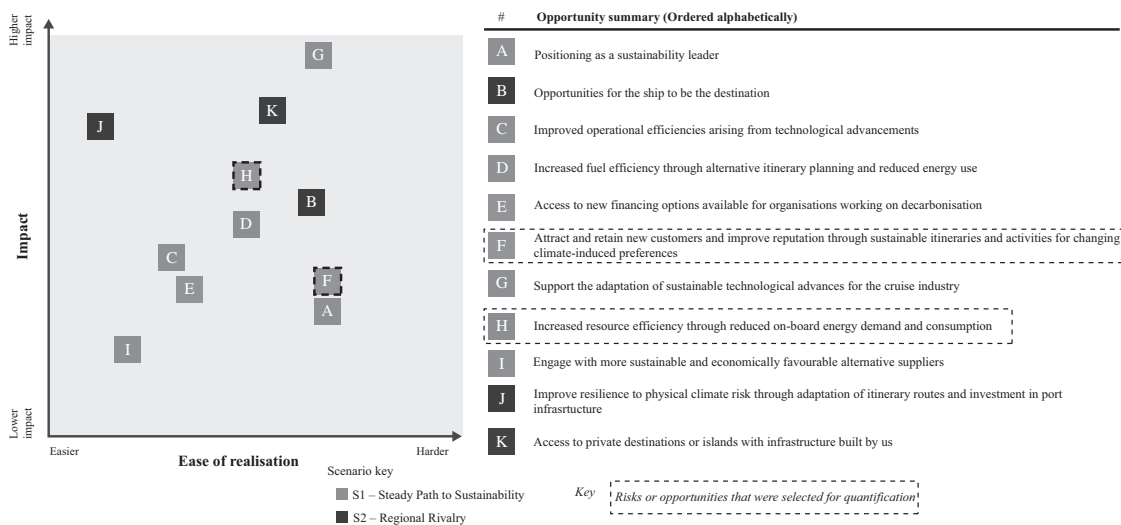 Higher
impact
Impact
Lower
impact
G
K
J
H
B
D
C
F
E
A
I
Easier
Ease of realisation
Harder
Scenario key
S1 – Steady Path to Sustainability
S2 – Regional Rivalry
# Opportunity summary (Ordered alphabetically)
A Positioning as a sustainability leader
B Opportunities for the ship to be the destination
C Improved operational efficiencies arising from technological advancements
D Increased fuel efficiency through alternative itinerary planning and reduced energy use
E Access to new financing options available for organisations working on decarbonisation
F Attract and retain new customers and improve reputation through sustainable itineraries and activities for changing
climate-induced preferences
G Support the adaptation of sustainable technological advances for the cruise industry
H Increased resource efficiency through reduced on-board energy demand and consumption
I Engage with more sustainable and economically favourable alternative suppliers
J Improve resilience to physical climate risk through adaptation of itinerary routes and investment in port
infrasrtucture
K Access to private destinations or islands with infrastructure built by us
Key Risks or opportunities that were selected for quantification